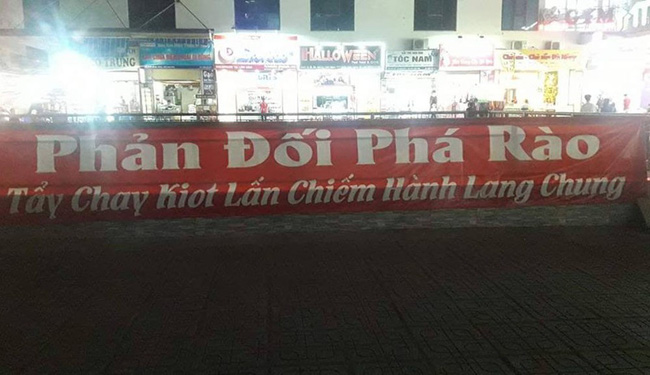 HALLOWEEN
TÓC NAM
Phản Đối Phá Rào
Tẩy Chay Kiot Lấn Chiếm Hành Lang Chung